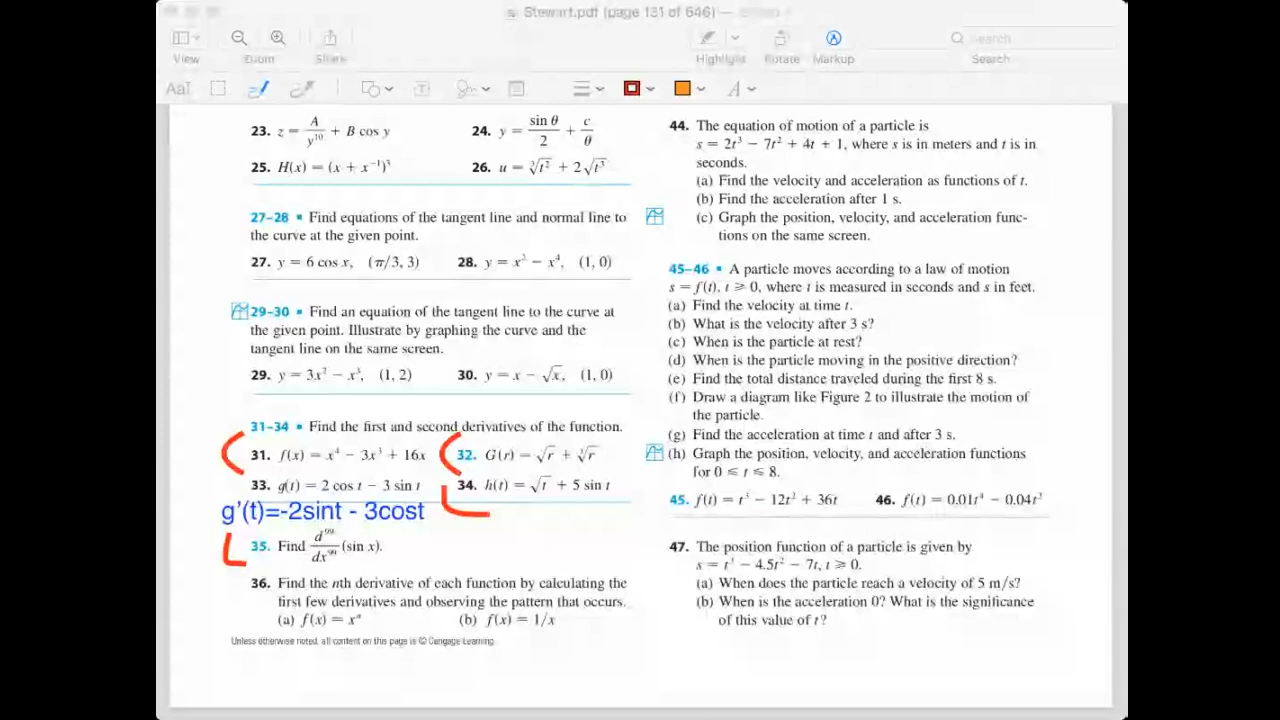 Stewart.pdf (page 131 of 646)
View Zoom Share Highlight Rotate Markup Search
Search
AaI
A
23. z = A/y¹⁰ + B cos y
24. y = sin θ/2 + c/θ
25. H(x) = (x + x⁻¹)³
26. u = ∛t² + 2√t³
27–28 ▪ Find equations of the tangent line and normal line to
the curve at the given point.
27. y = 6 cos x, (π/3, 3)
28. y = x² − x⁴, (1, 0)
29–30 ▪ Find an equation of the tangent line to the curve at
the given point. Illustrate by graphing the curve and the
tangent line on the same screen.
29. y = 3x² − x³, (1, 2)
30. y = x − √x, (1, 0)
31–34 ▪ Find the first and second derivatives of the function.
31. f(x) = x⁴ − 3x³ + 16x
32. G(r) = √r + ∛r
33. g(t) = 2 cos t − 3 sin t
34. h(t) = √t + 5 sin t
g'(t)=-2sint - 3cost
35. Find d⁹⁹/dx⁹⁹ (sin x).
36. Find the nth derivative of each function by calculating the
first few derivatives and observing the pattern that occurs.
(a) f(x) = xⁿ (b) f(x) = 1/x
Unless otherwise noted, all content on this page is © Cengage Learning.
44. The equation of motion of a particle is
s = 2t³ − 7t² + 4t + 1, where s is in meters and t is in
seconds.
(a) Find the velocity and acceleration as functions of t.
(b) Find the acceleration after 1 s.
(c) Graph the position, velocity, and acceleration func-
tions on the same screen.
45–46 ▪ A particle moves according to a law of motion
s = f(t), t ⩾ 0, where t is measured in seconds and s in feet.
(a) Find the velocity at time t.
(b) What is the velocity after 3 s?
(c) When is the particle at rest?
(d) When is the particle moving in the positive direction?
(e) Find the total distance traveled during the first 8 s.
(f) Draw a diagram like Figure 2 to illustrate the motion of
the particle.
(g) Find the acceleration at time t and after 3 s.
(h) Graph the position, velocity, and acceleration functions
for 0 ⩽ t ⩽ 8.
45. f(t) = t³ − 12t² + 36t
46. f(t) = 0.01t⁴ − 0.04t³
47. The position function of a particle is given by
s = t³ − 4.5t² − 7t, t ⩾ 0.
(a) When does the particle reach a velocity of 5 m/s?
(b) When is the acceleration 0? What is the significance
of this value of t?